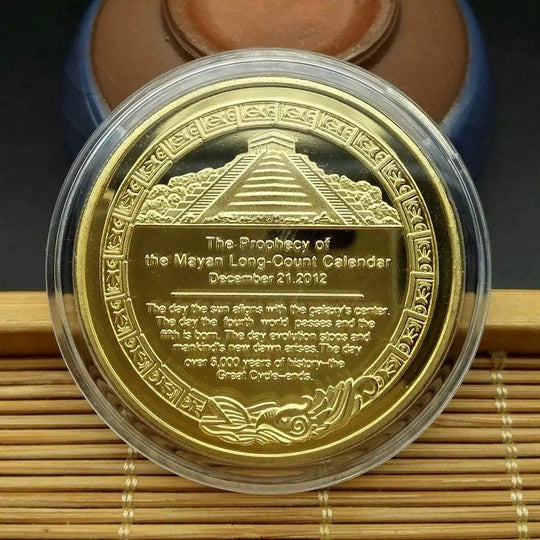 The Prophecy of
the Mayan Long-Count Calendar
December 21.2012
The day the sun aligns with the galaxy's center.
The day the fourth world passes and the
fifth is born. The day evolution stops and
mankind's new dawn arises. The day
over 5,000 years of history-the
Great Cycle-ends.